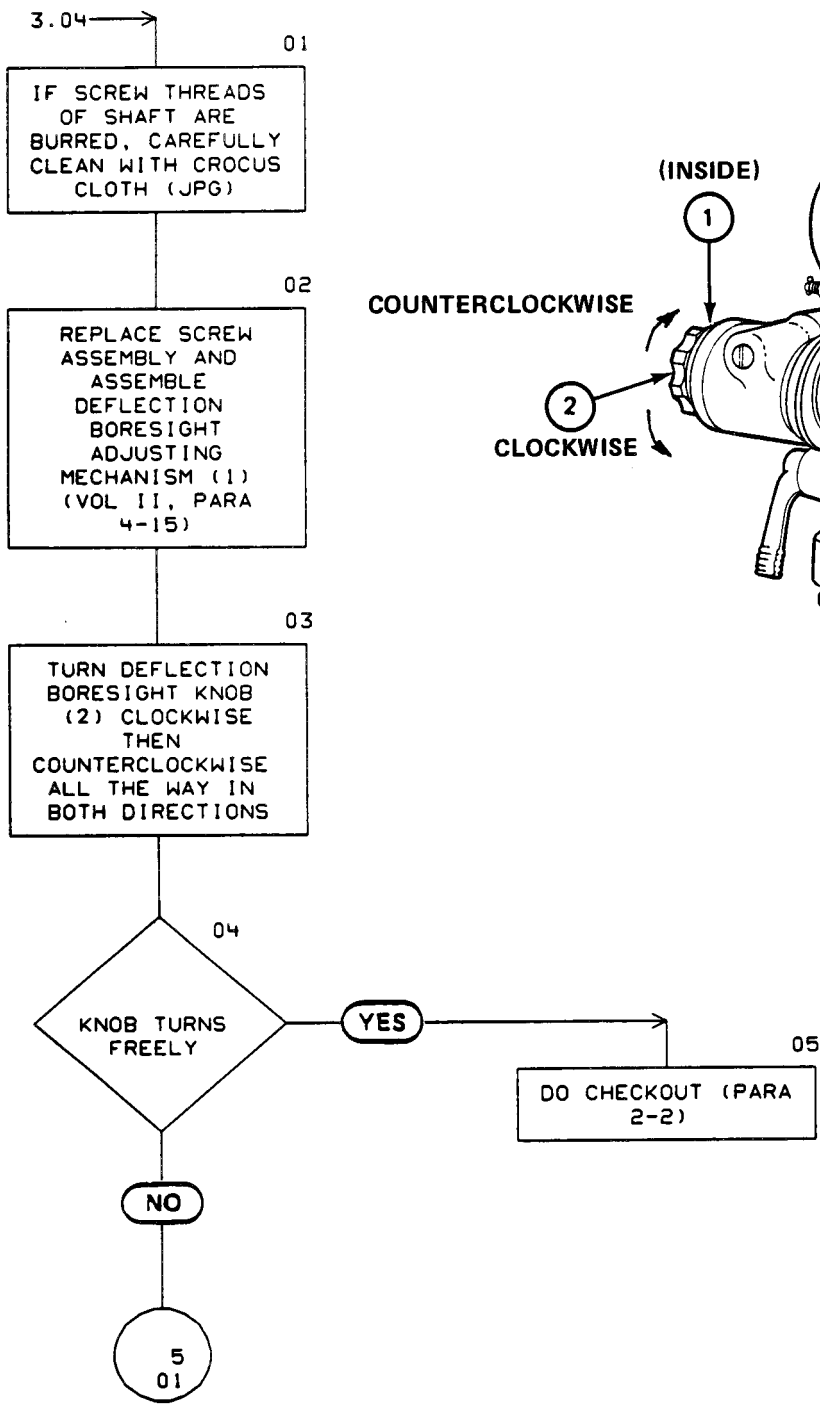 3.04
01
IF SCREW THREADS
OF SHAFT ARE
BURRED, CAREFULLY
CLEAN WITH CROCUS
CLOTH (JPG)
02
REPLACE SCREW
ASSEMBLY AND
ASSEMBLE
DEFLECTION
BORESIGHT
ADJUSTING
MECHANISM (1)
(VOL II, PARA
4-15)
03
TURN DEFLECTION
BORESIGHT KNOB
(2) CLOCKWISE
THEN
COUNTERCLOCKWISE
ALL THE WAY IN
BOTH DIRECTIONS
04
KNOB TURNS
FREELY
YES
05
DO CHECKOUT (PARA
2-2)
NO
5
01
(INSIDE)
1
COUNTERCLOCKWISE
2
CLOCKWISE